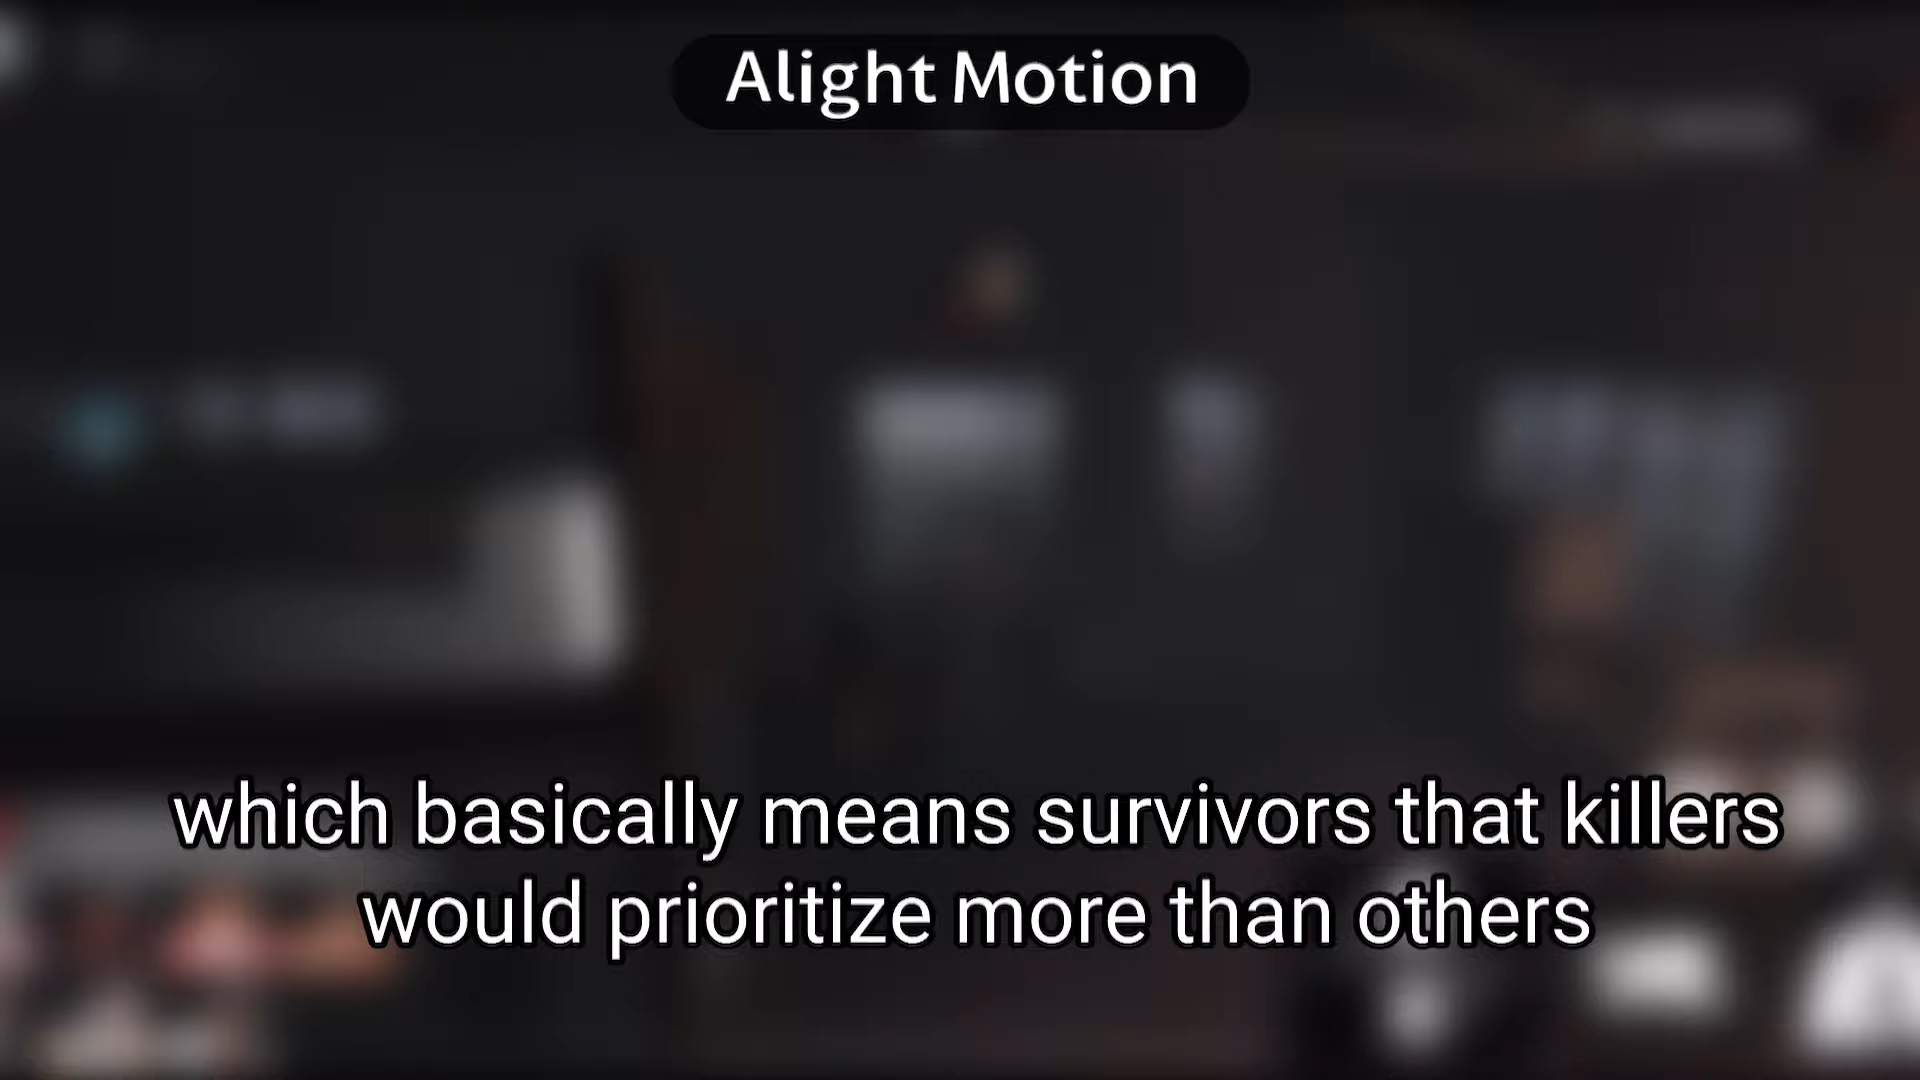 Alight Motion
which basically means survivors that killers
would prioritize more than others